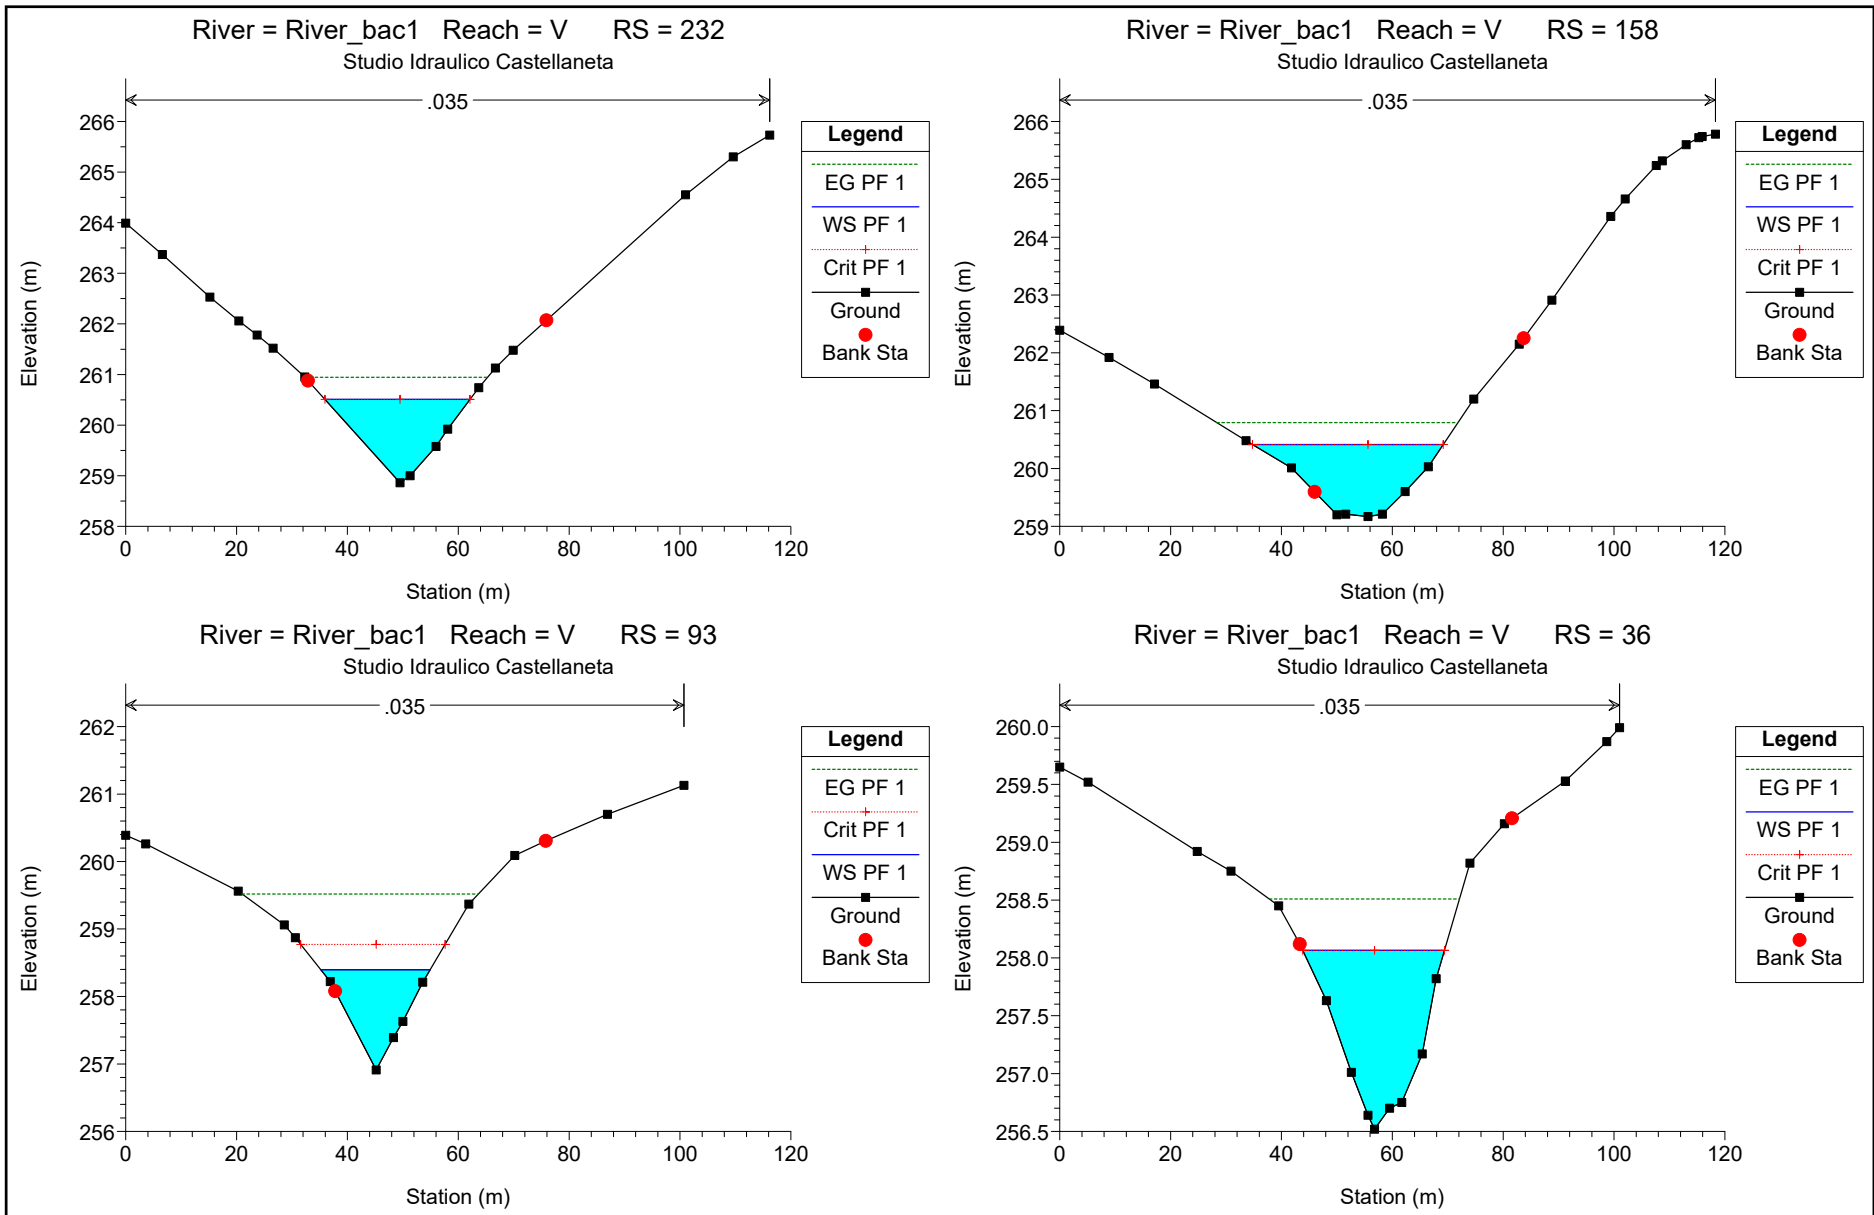 River = River_bac1 Reach = V RS = 232
Studio Idraulico Castellaneta
.035
266
265
264
263
262
261
260
259
258
0 20 40 60 80 100 120
Station (m)
Elevation (m)
Legend
EG PF 1
WS PF 1
Crit PF 1
Ground
Bank Sta
River = River_bac1 Reach = V RS = 158
Studio Idraulico Castellaneta
.035
266
265
264
263
262
261
260
259
0 20 40 60 80 100 120
Station (m)
Elevation (m)
Legend
EG PF 1
WS PF 1
Crit PF 1
Ground
Bank Sta
River = River_bac1 Reach = V RS = 93
Studio Idraulico Castellaneta
.035
262
261
260
259
258
257
256
0 20 40 60 80 100 120
Station (m)
Elevation (m)
Legend
EG PF 1
Crit PF 1
WS PF 1
Ground
Bank Sta
River = River_bac1 Reach = V RS = 36
Studio Idraulico Castellaneta
.035
260.0
259.5
259.0
258.5
258.0
257.5
257.0
256.5
0 20 40 60 80 100 120
Station (m)
Elevation (m)
Legend
EG PF 1
WS PF 1
Crit PF 1
Ground
Bank Sta